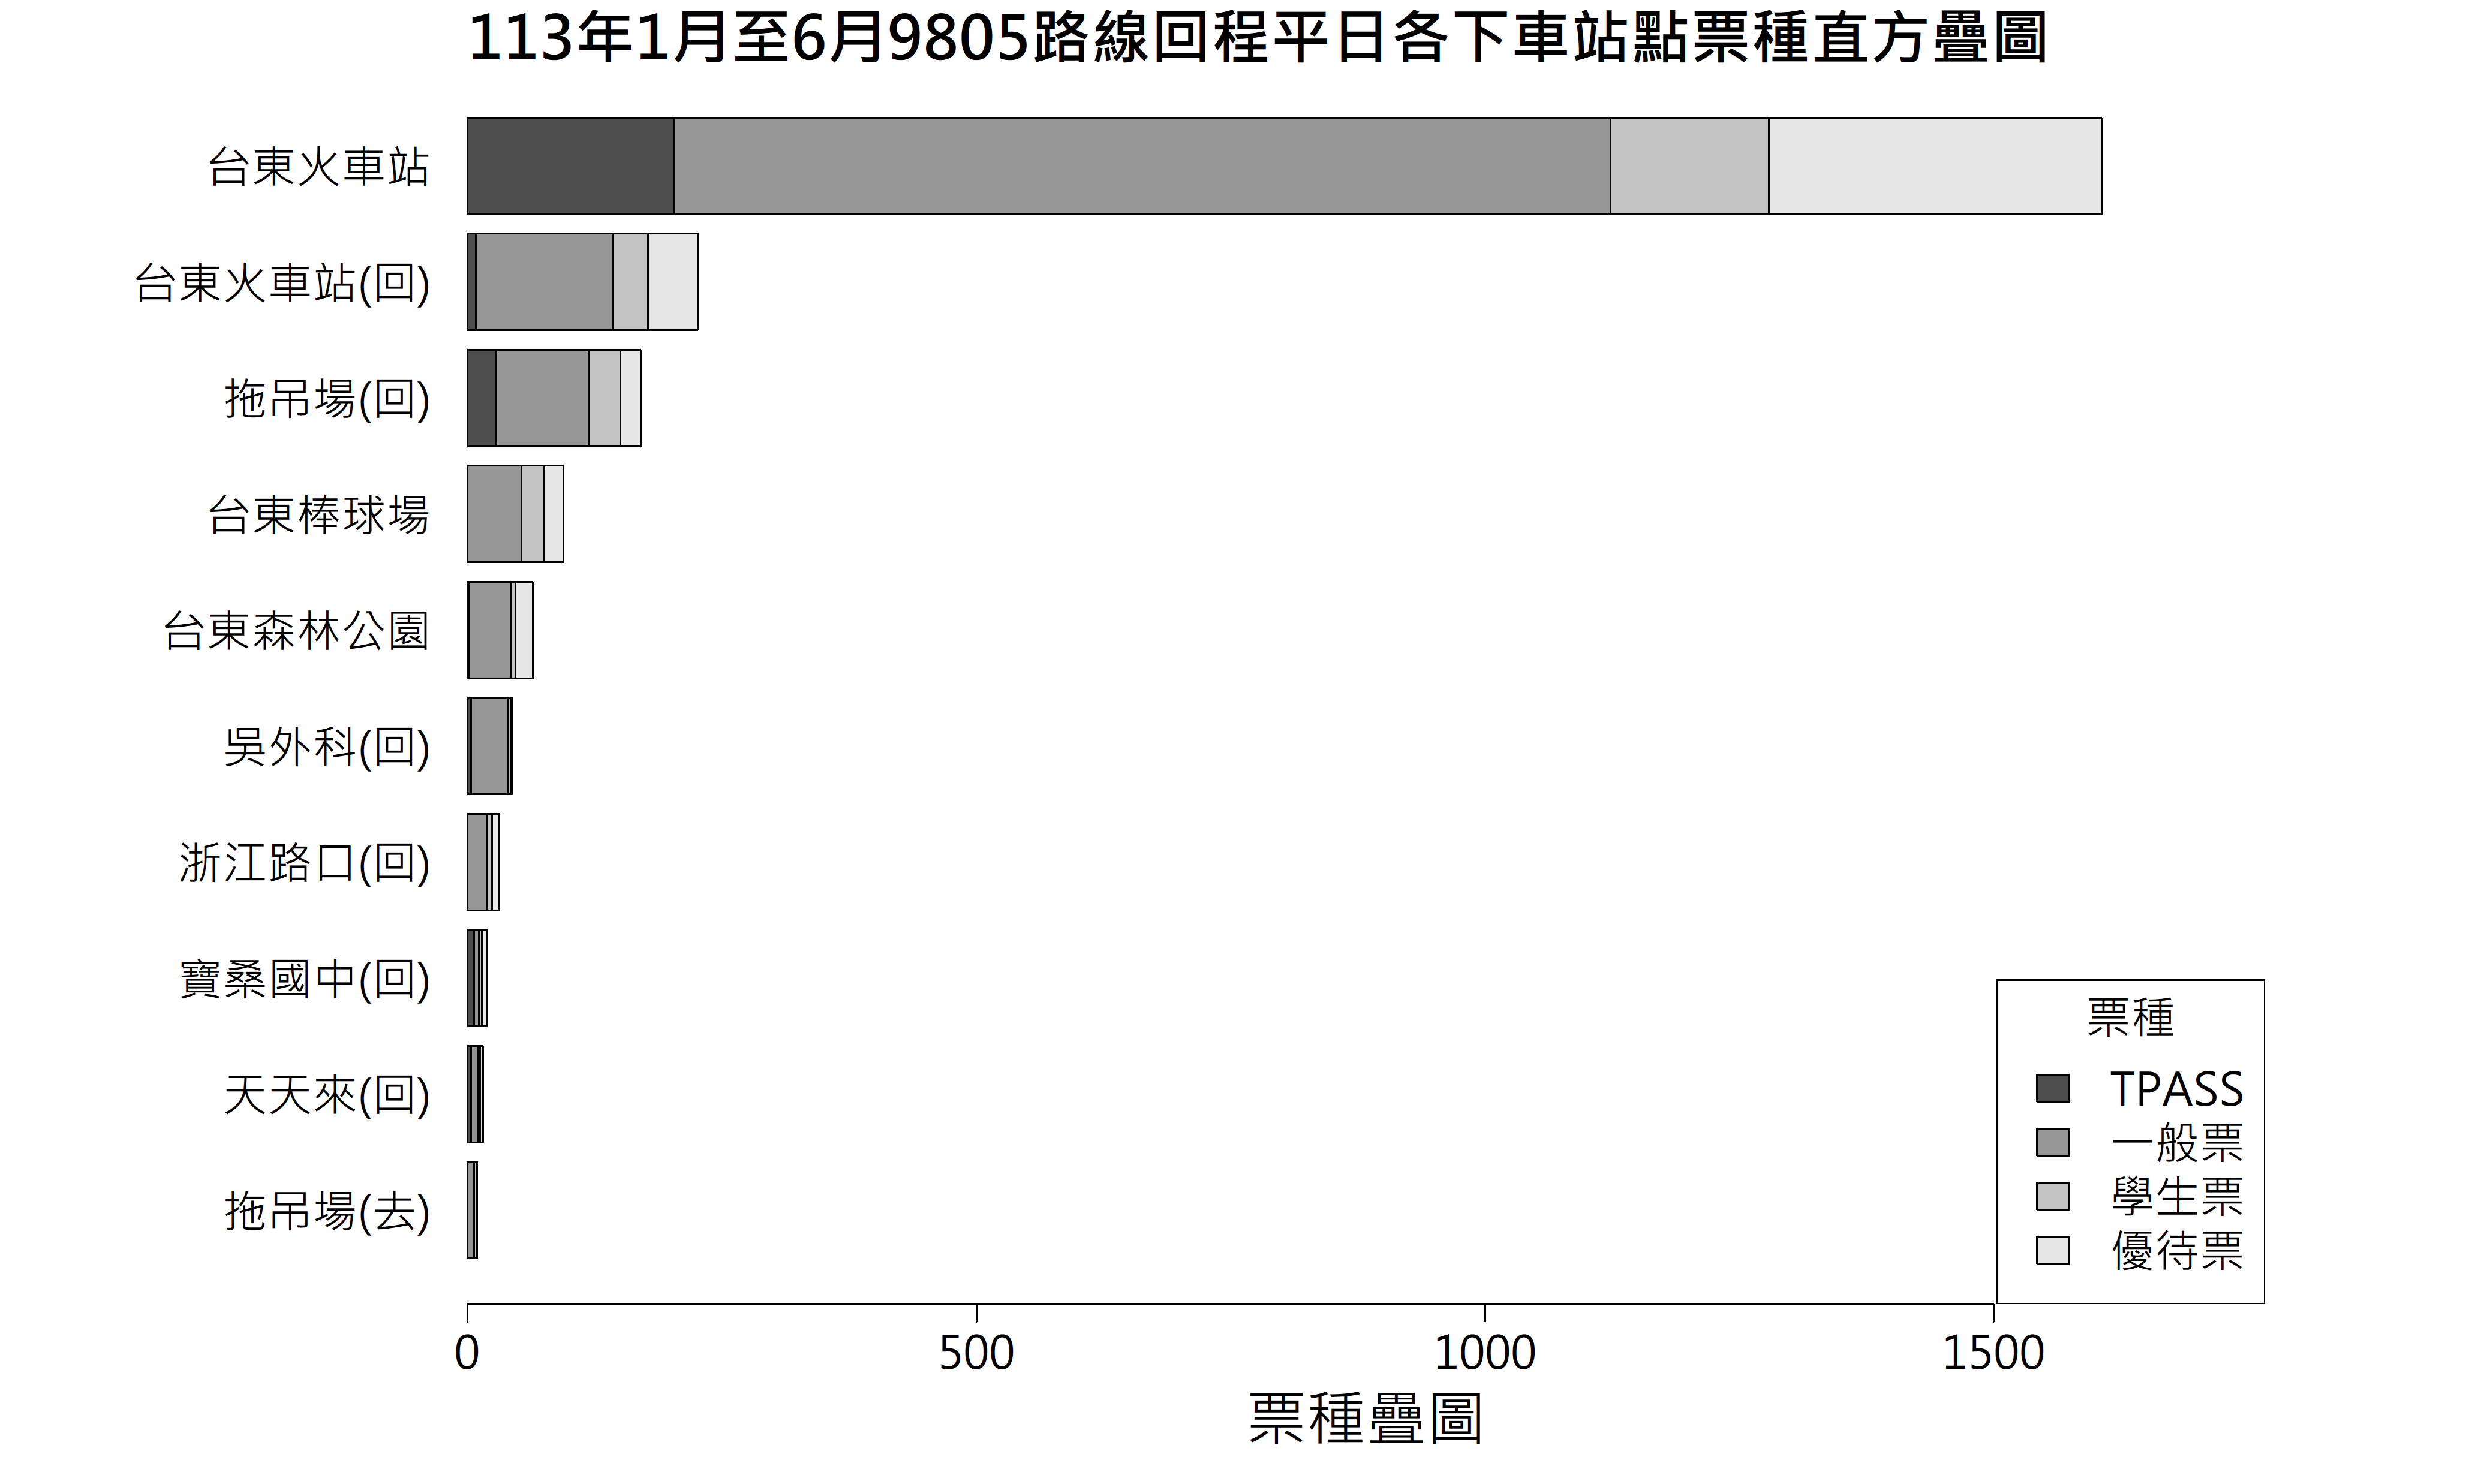 113年1月至6月9805路線回程平日各下車站點票種直方疊圖
台東火車站
台東火車站(回)
拖吊場(回)
台東棒球場
台東森林公園
吳外科(回)
浙江路口(回)
寶桑國中(回)
天天來(回)
拖吊場(去)
票種
TPASS
一般票
學生票
優待票
0 500 1000 1500
票種疊圖